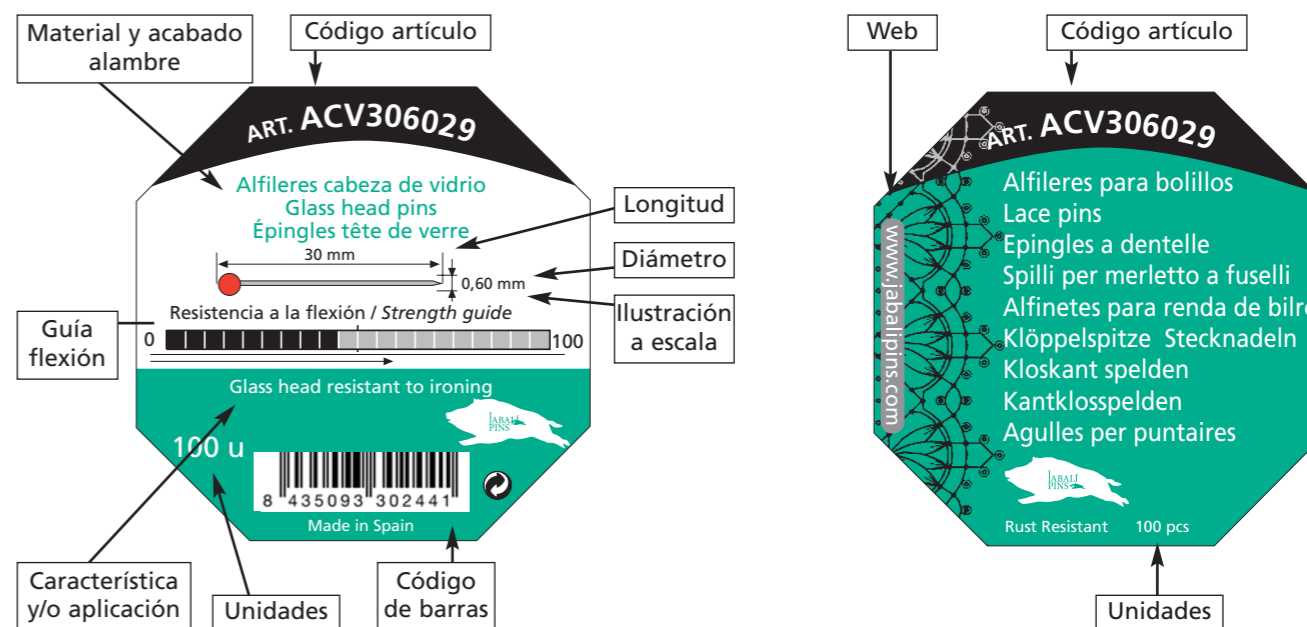 Material y acabado
alambre
Código artículo
ART. ACV306029
Alfileres cabeza de vidrio
Glass head pins
Épingles tête de verre
30 mm
0,60 mm
Longitud
Diámetro
Ilustración
a escala
Resistencia a la flexión / Strength guide
0
100
Guía
flexión
Glass head resistant to ironing
JABALÍ
PINS
100 u
8 435093 302441
Made in Spain
Característica
y/o aplicación
Unidades
Código
de barras
Web
Código artículo
ART. ACV306029
www.jabalipins.com
Alfileres para bolillos
Lace pins
Epingles a dentelle
Spilli per merletto a fuselli
Alfinetes para renda de bilro
Klöppelspitze Stecknadeln
Kloskant spelden
Kantklosspelden
Agulles per puntaires
JABALÍ
PINS
Rust Resistant 100 pcs
Unidades